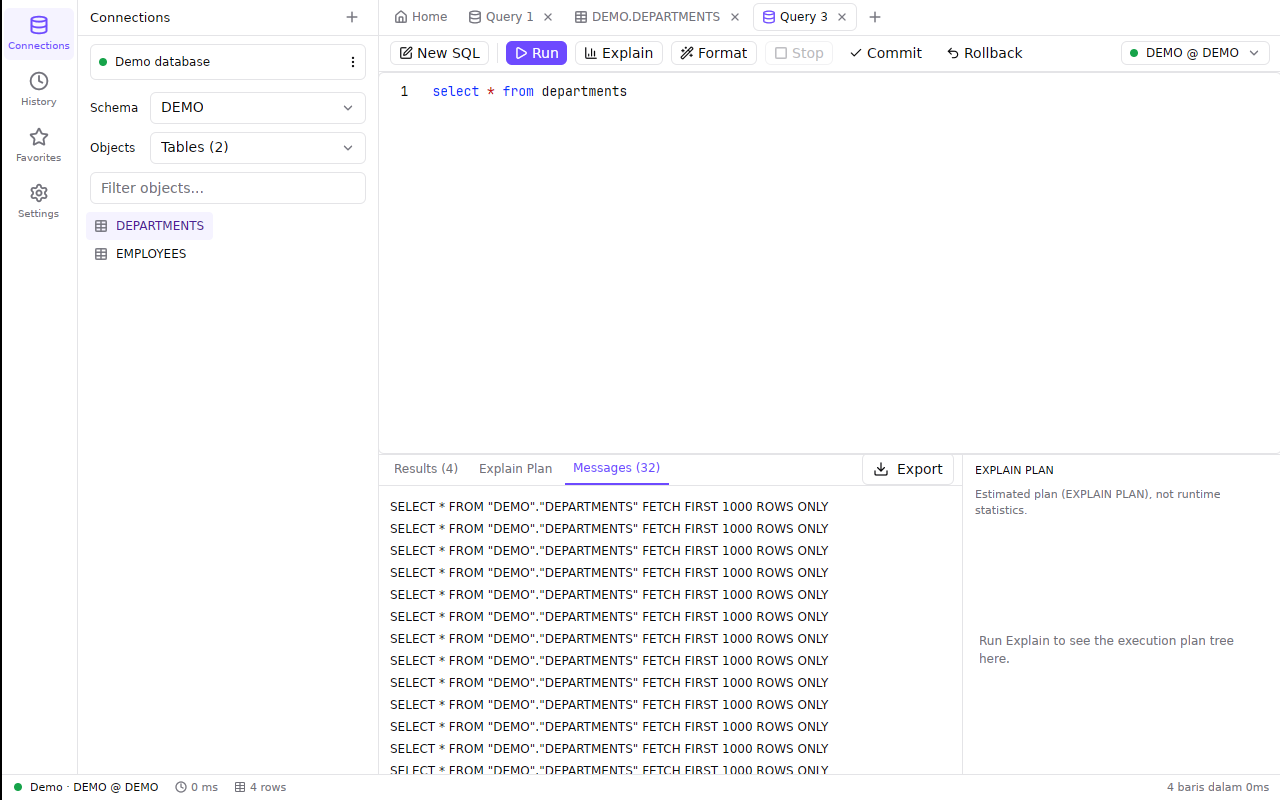 Connections
History
Favorites
Settings
Connections
Demo database
Schema
DEMO
Objects
Tables (2)
Filter objects...
DEPARTMENTS
EMPLOYEES
Home
Query 1
DEMO.DEPARTMENTS
Query 3
New SQL
Run
Explain
Format
Stop
Commit
Rollback
DEMO @ DEMO
1 select * from departments
Results (4)
Explain Plan
Messages (32)
Export
SELECT * FROM "DEMO"."DEPARTMENTS" FETCH FIRST 1000 ROWS ONLY
SELECT * FROM "DEMO"."DEPARTMENTS" FETCH FIRST 1000 ROWS ONLY
SELECT * FROM "DEMO"."DEPARTMENTS" FETCH FIRST 1000 ROWS ONLY
SELECT * FROM "DEMO"."DEPARTMENTS" FETCH FIRST 1000 ROWS ONLY
SELECT * FROM "DEMO"."DEPARTMENTS" FETCH FIRST 1000 ROWS ONLY
SELECT * FROM "DEMO"."DEPARTMENTS" FETCH FIRST 1000 ROWS ONLY
SELECT * FROM "DEMO"."DEPARTMENTS" FETCH FIRST 1000 ROWS ONLY
SELECT * FROM "DEMO"."DEPARTMENTS" FETCH FIRST 1000 ROWS ONLY
SELECT * FROM "DEMO"."DEPARTMENTS" FETCH FIRST 1000 ROWS ONLY
SELECT * FROM "DEMO"."DEPARTMENTS" FETCH FIRST 1000 ROWS ONLY
SELECT * FROM "DEMO"."DEPARTMENTS" FETCH FIRST 1000 ROWS ONLY
SELECT * FROM "DEMO"."DEPARTMENTS" FETCH FIRST 1000 ROWS ONLY
SELECT * FROM "DEMO"."DEPARTMENTS" FETCH FIRST 1000 ROWS ONLY
EXPLAIN PLAN
Estimated plan (EXPLAIN PLAN), not runtime
statistics.
Run Explain to see the execution plan tree
here.
Demo · DEMO @ DEMO
0 ms
4 rows
4 baris dalam 0ms